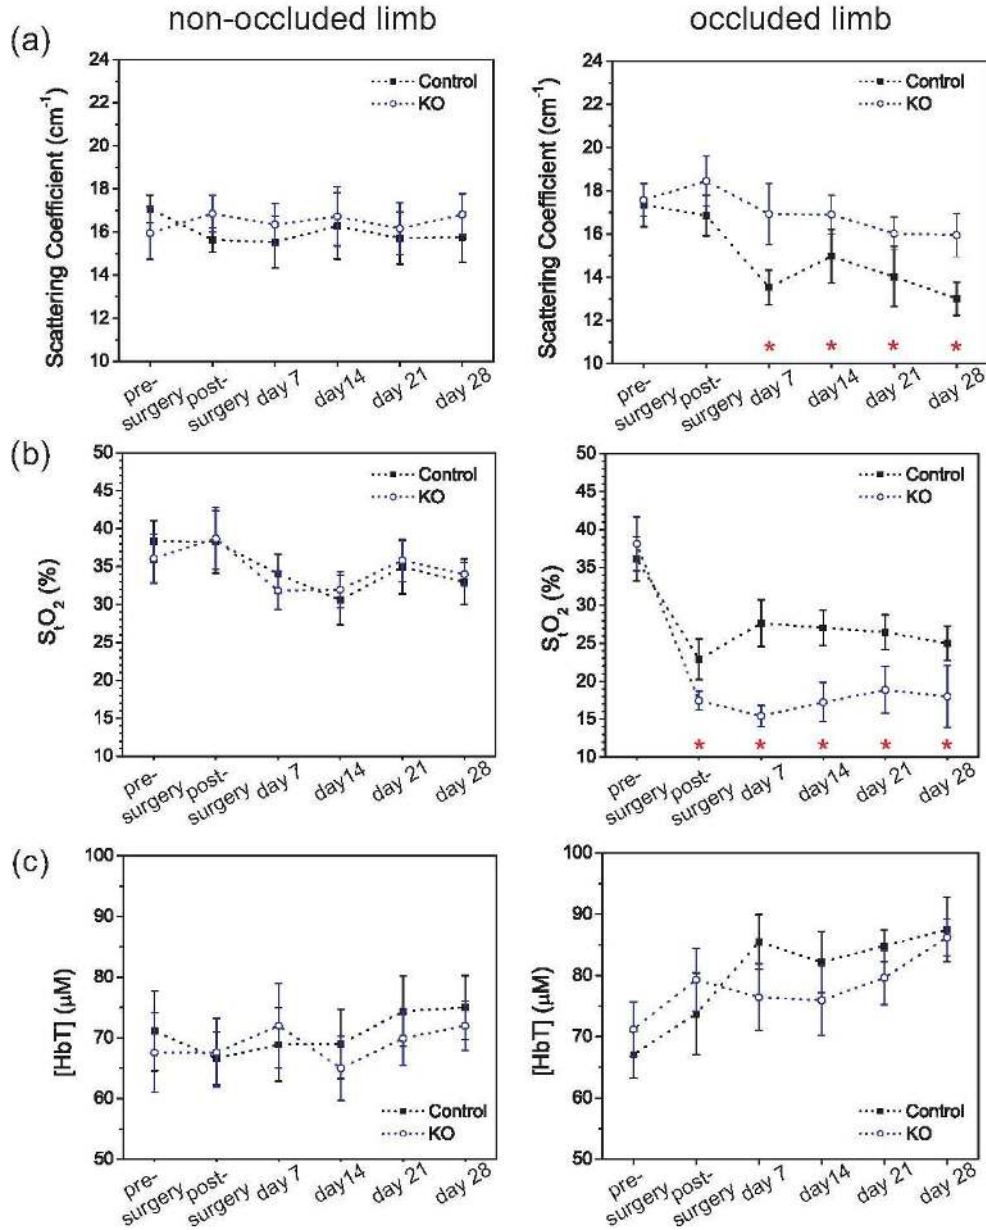 non-occluded limb
occluded limb
(a)
Scattering Coefficient (cm⁻¹)
24
22
20
18
16
14
12
10
Control
KO
pre-surgery
post-surgery
day 7
day14
day 21
day 28
Scattering Coefficient (cm⁻¹)
24
22
20
18
16
14
12
10
Control
KO
* * * *
pre-surgery
post-surgery
day 7
day14
day 21
day 28
(b)
StO2 (%)
50
45
40
35
30
25
20
15
10
Control
KO
pre-surgery
post-surgery
day 7
day14
day 21
day 28
StO2 (%)
50
45
40
35
30
25
20
15
10
Control
KO
* * * * *
pre-surgery
post-surgery
day 7
day14
day 21
day 28
(c)
[HbT] (μM)
100
90
80
70
60
50
Control
KO
pre-surgery
post-surgery
day 7
day14
day 21
day 28
[HbT] (μM)
100
90
80
70
60
50
Control
KO
pre-surgery
post-surgery
day 7
day14
day 21
day 28